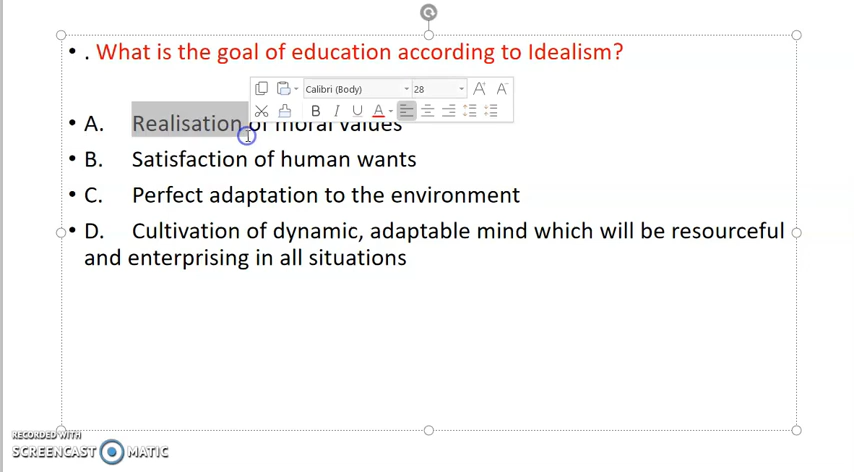 . What is the goal of education according to Idealism?
Calibri (Body) 28
A. Realisation of moral values
B. Satisfaction of human wants
C. Perfect adaptation to the environment
D. Cultivation of dynamic, adaptable mind which will be resourceful
and enterprising in all situations
RECORDED WITH
SCREENCAST MATIC